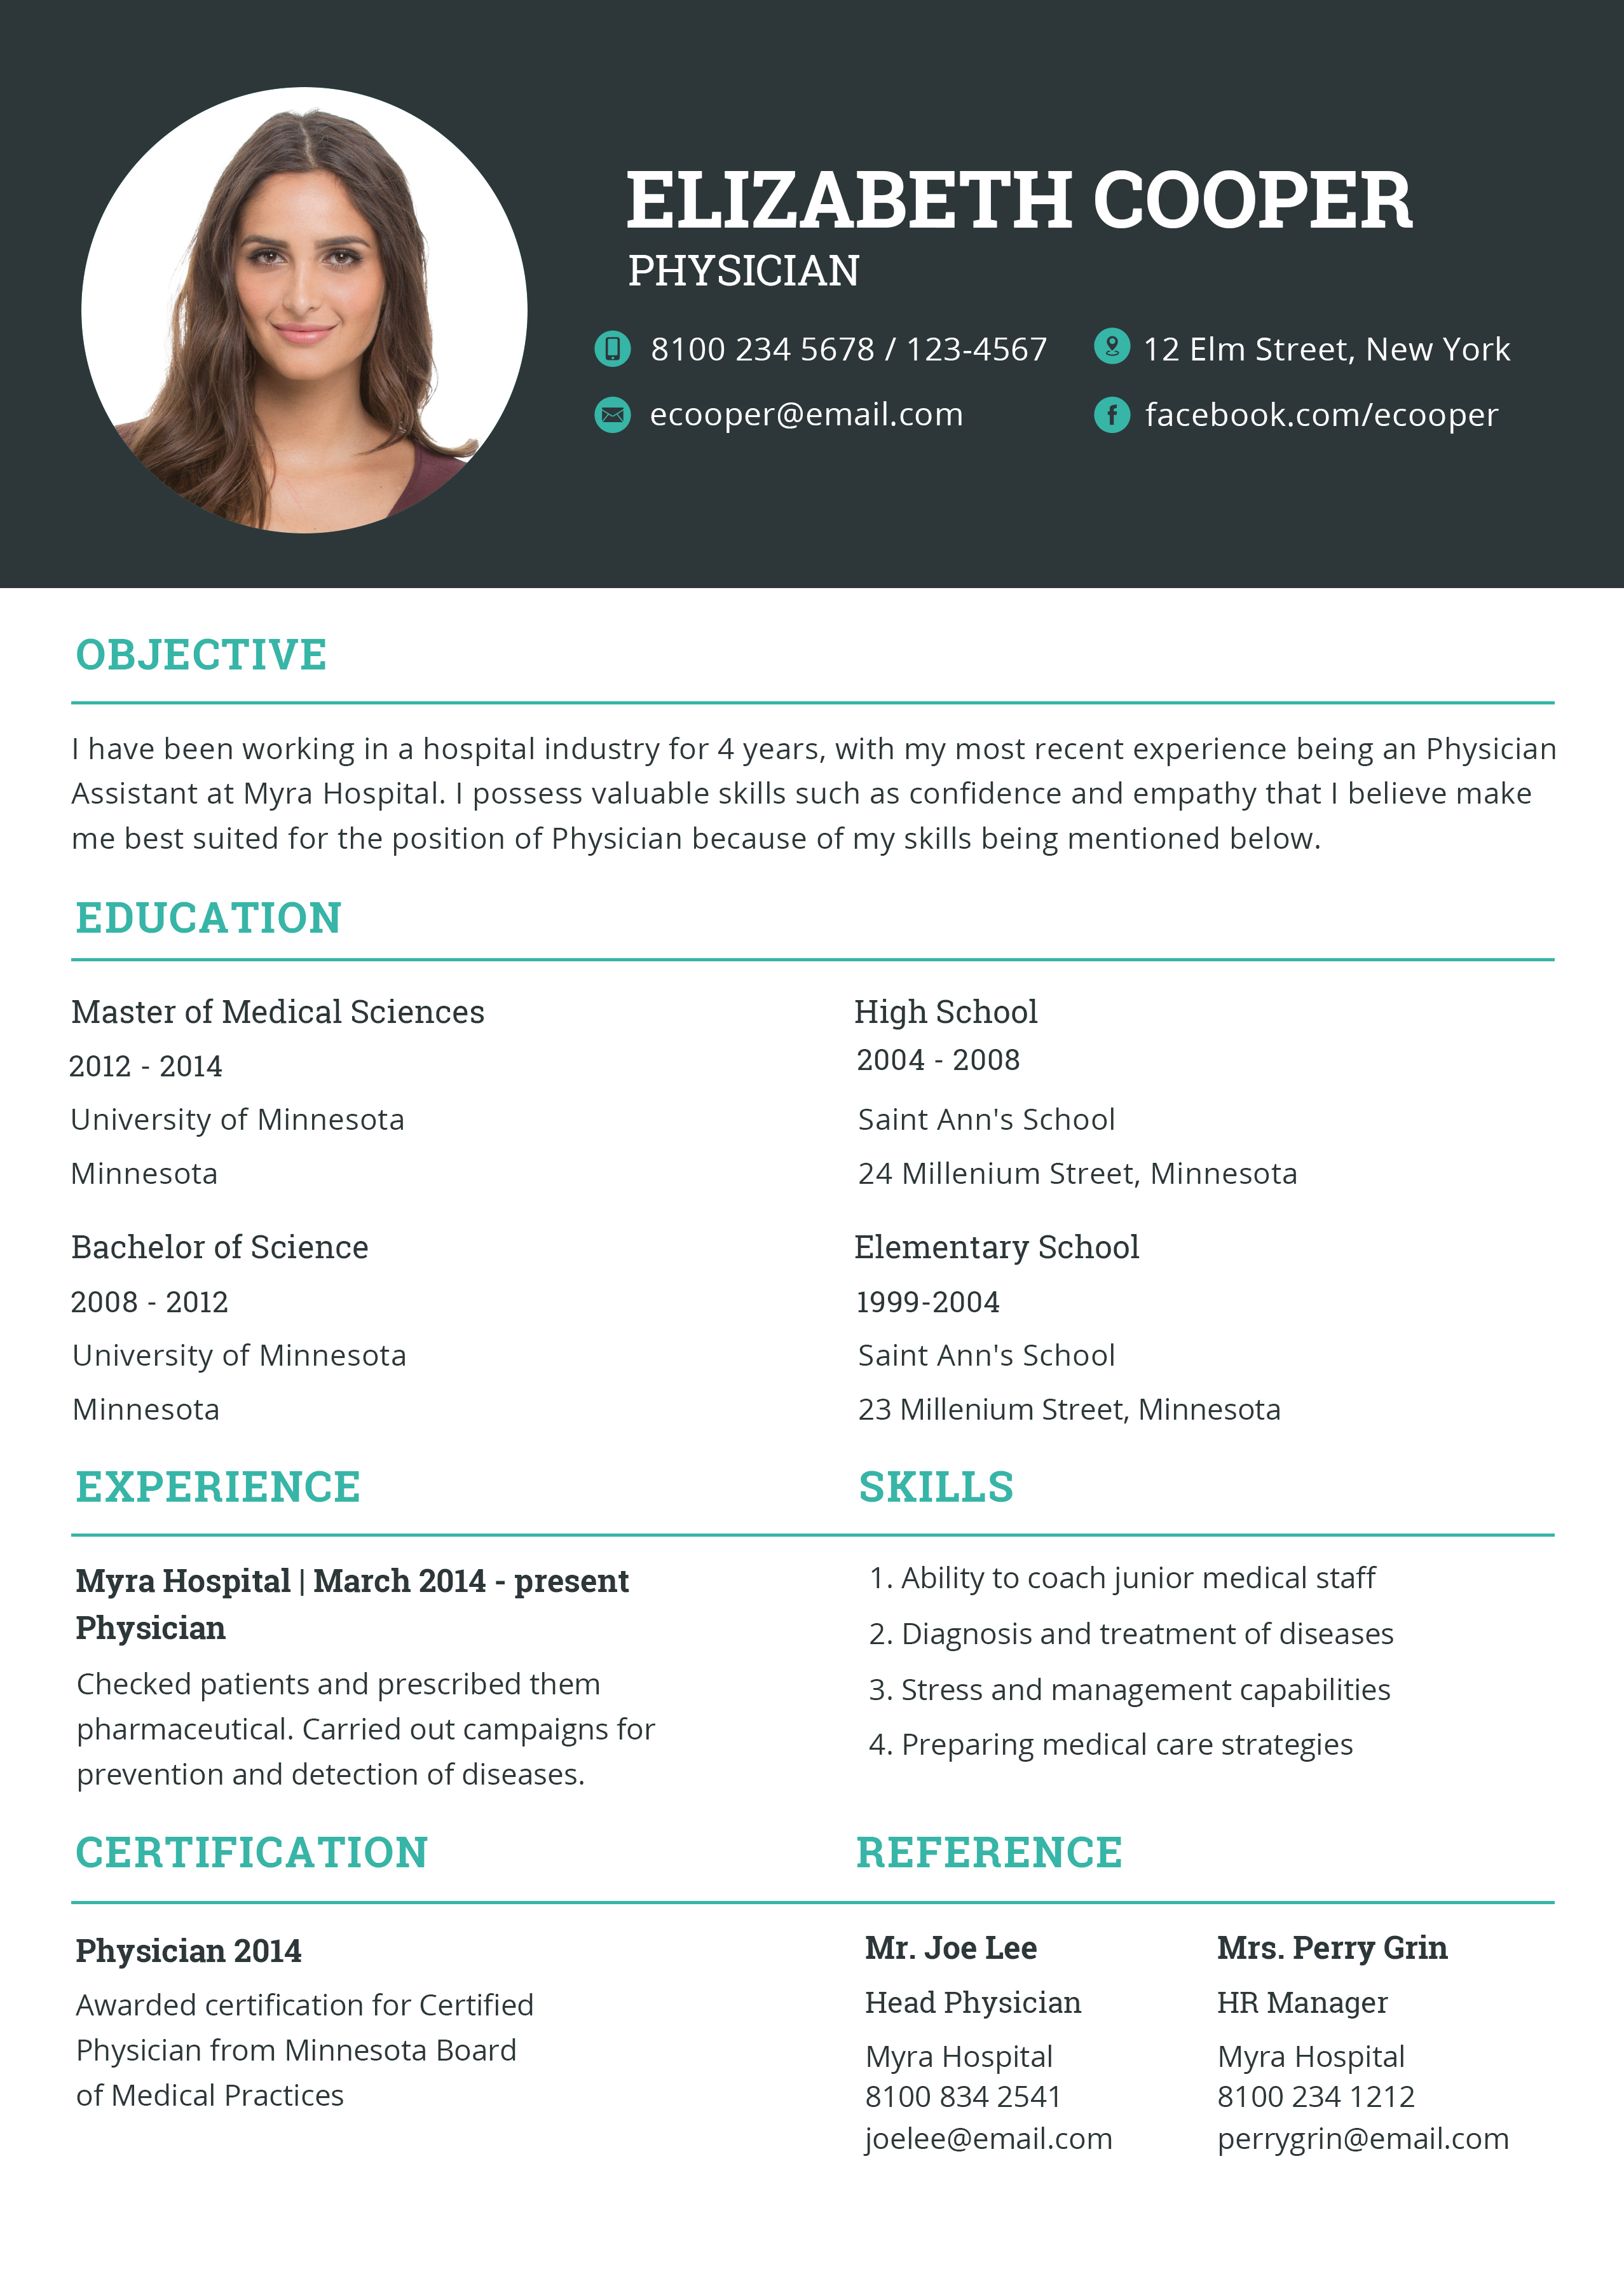 ELIZABETH COOPER
PHYSICIAN
8100 234 5678 / 123-4567
12 Elm Street, New York
ecooper@email.com
facebook.com/ecooper
OBJECTIVE
I have been working in a hospital industry for 4 years, with my most recent experience being an Physician
Assistant at Myra Hospital. I possess valuable skills such as confidence and empathy that I believe make
me best suited for the position of Physician because of my skills being mentioned below.
EDUCATION
Master of Medical Sciences
2012 - 2014
University of Minnesota
Minnesota
Bachelor of Science
2008 - 2012
University of Minnesota
Minnesota
High School
2004 - 2008
Saint Ann's School
24 Millenium Street, Minnesota
Elementary School
1999-2004
Saint Ann's School
23 Millenium Street, Minnesota
EXPERIENCE
Myra Hospital | March 2014 - present
Physician
Checked patients and prescribed them
pharmaceutical. Carried out campaigns for
prevention and detection of diseases.
SKILLS
1. Ability to coach junior medical staff
2. Diagnosis and treatment of diseases
3. Stress and management capabilities
4. Preparing medical care strategies
CERTIFICATION
Physician 2014
Awarded certification for Certified
Physician from Minnesota Board
of Medical Practices
REFERENCE
Mr. Joe Lee
Head Physician
Myra Hospital
8100 834 2541
joelee@email.com
Mrs. Perry Grin
HR Manager
Myra Hospital
8100 234 1212
perrygrin@email.com